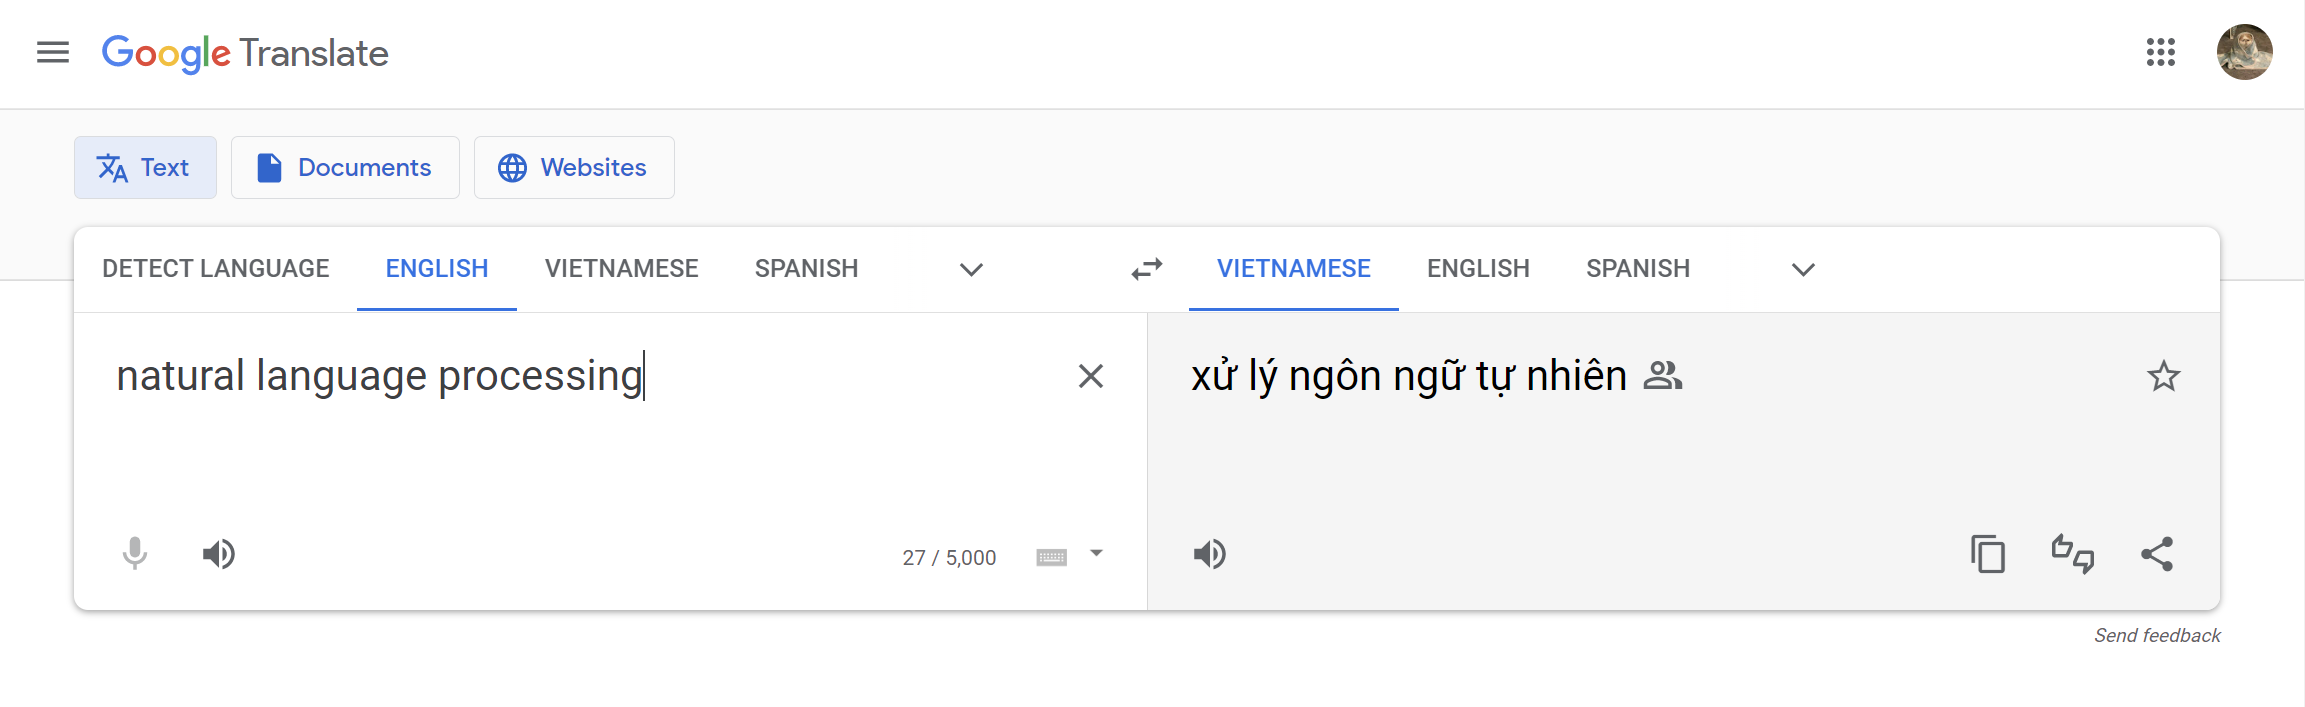 Google Translate
Text Documents Websites
DETECT LANGUAGE ENGLISH VIETNAMESE SPANISH VIETNAMESE ENGLISH SPANISH
natural language processing
xử lý ngôn ngữ tự nhiên
27 / 5,000
Send feedback